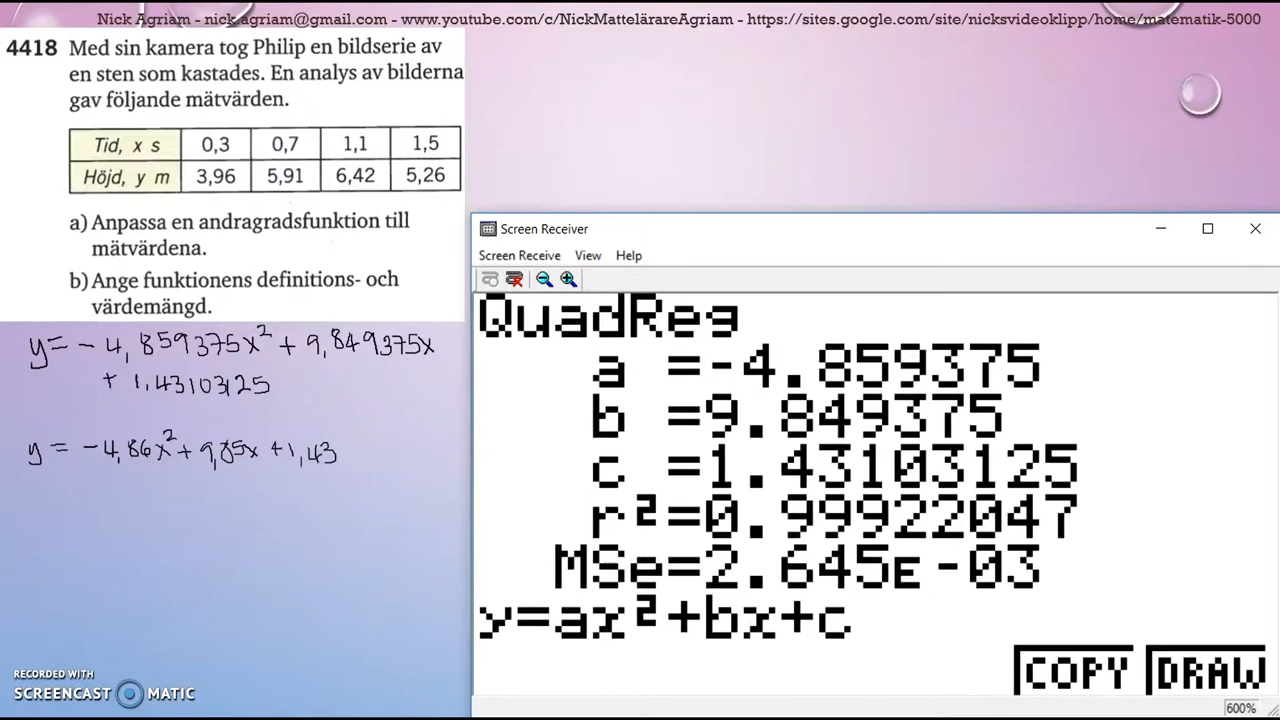 Nick Agriam - nick.agriam@gmail.com - www.youtube.com/c/NickMattelärareAgriam - https://sites.google.com/site/nicksvideoklipp/home/matematik-5000
4418 Med sin kamera tog Philip en bildserie av
en sten som kastades. En analys av bilderna
gav följande mätvärden.
Tid, x s 0,3 0,7 1,1 1,5
Höjd, y m 3,96 5,91 6,42 5,26
a) Anpassa en andragradsfunktion till
mätvärdena.
b) Ange funktionens definitions- och
värdemängd.
y = - 4,859375x² + 9,849375x
+ 1,43103125
y = -4,86x² + 9,85x + 1,43
Screen Receiver
Screen Receive View Help
QuadReg
a =-4.859375
b =9.849375
c =1.43103125
r²=0.99922047
MSe=2.645E-03
y=ax²+bx+c
COPY DRAW
600%
RECORDED WITH
SCREENCAST MATIC